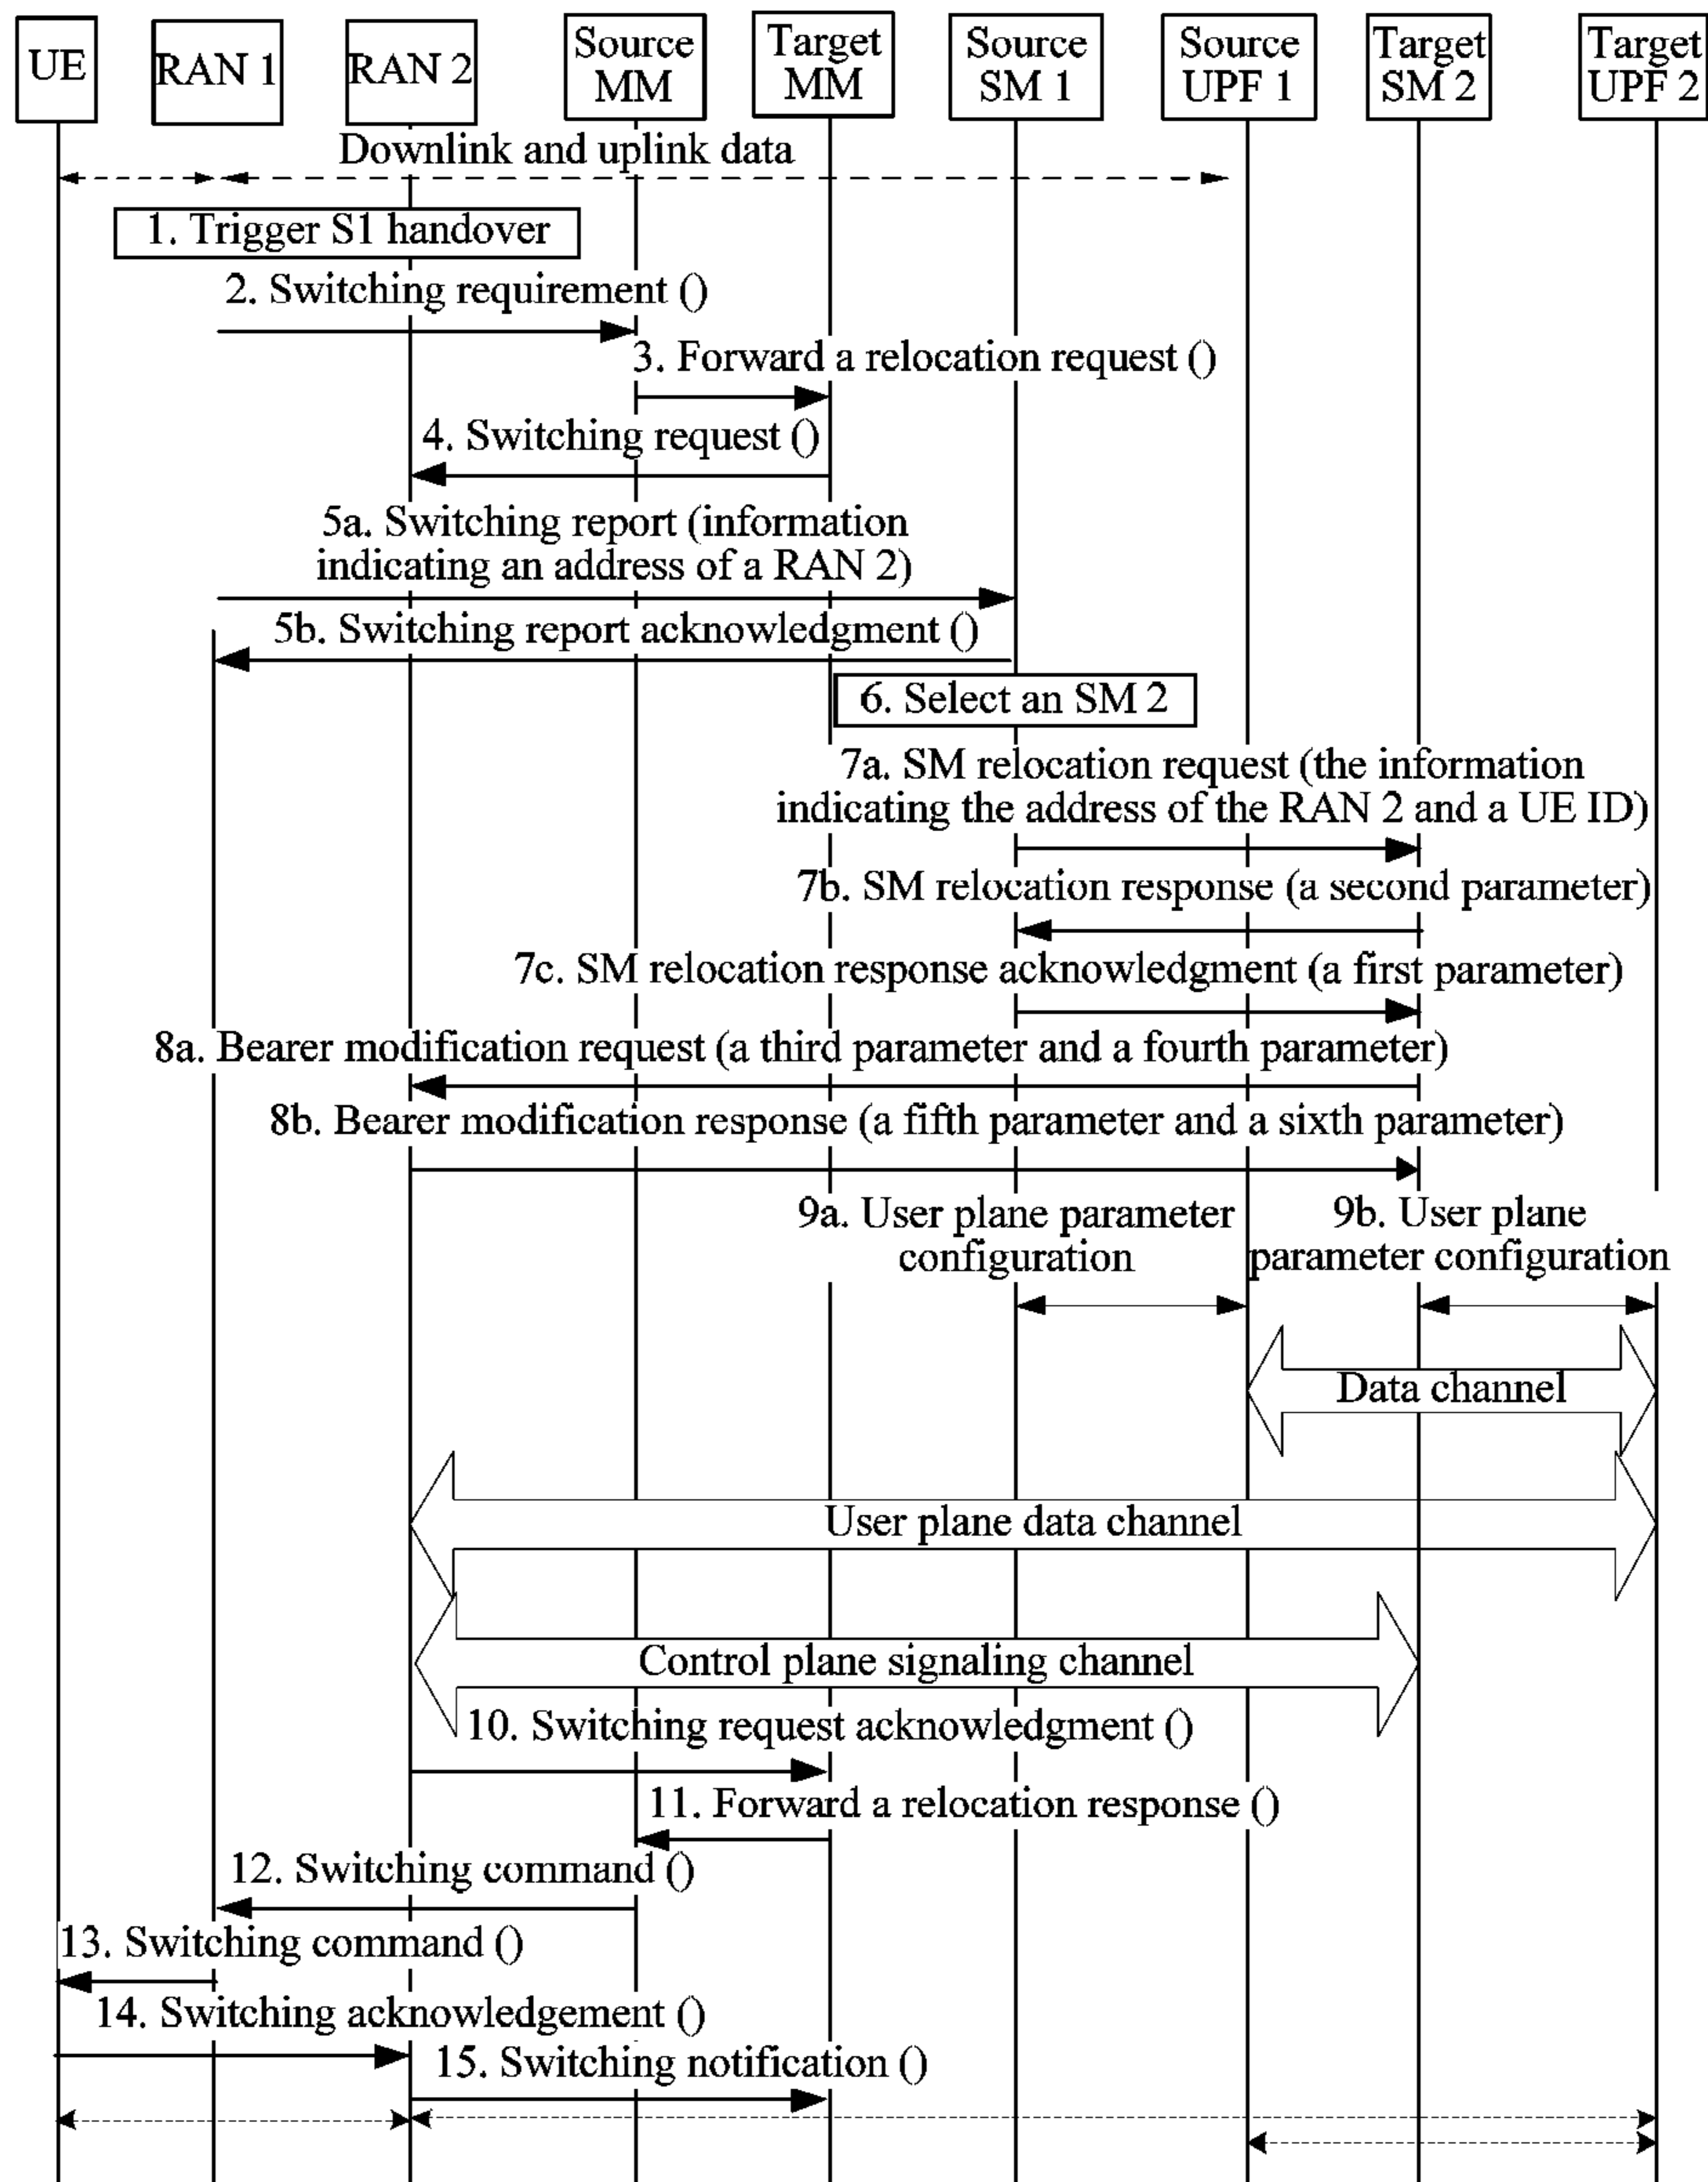 UE
RAN 1
RAN 2
Source
MM
Target
MM
Source
SM 1
Source
UPF 1
Target
SM 2
Target
UPF 2
Downlink and uplink data
1. Trigger S1 handover
2. Switching requirement ()
3. Forward a relocation request ()
4. Switching request ()
5a. Switching report (information
indicating an address of a RAN 2)
5b. Switching report acknowledgment ()
6. Select an SM 2
7a. SM relocation request (the information
indicating the address of the RAN 2 and a UE ID)
7b. SM relocation response (a second parameter)
7c. SM relocation response acknowledgment (a first parameter)
8a. Bearer modification request (a third parameter and a fourth parameter)
8b. Bearer modification response (a fifth parameter and a sixth parameter)
9a. User plane parameter
configuration
9b. User plane
parameter configuration
Data channel
User plane data channel
Control plane signaling channel
10. Switching request acknowledgment ()
11. Forward a relocation response ()
12. Switching command ()
13. Switching command ()
14. Switching acknowledgement ()
15. Switching notification ()